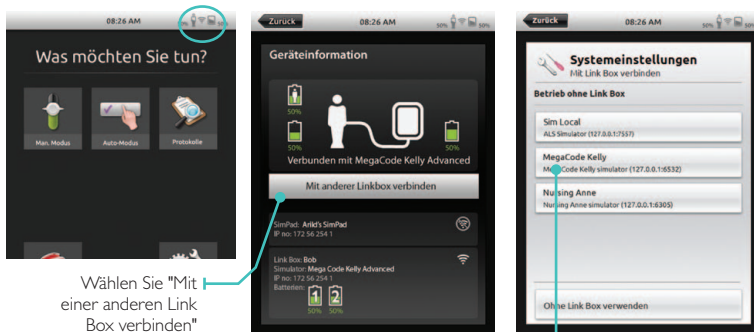 08:26 AM
50%
Was möchten Sie tun?
Man. Modus
Auto-Modus
Protokolle
Wählen Sie "Mit
einer anderen Link
Box verbinden"
Zurück
08:26 AM
50%
50%
Geräteinformation
50%
50%
50%
Verbunden mit MegaCode Kelly Advanced
Mit anderer Linkbox verbinden
SimPad: Arild's SimPad
IP no: 172 56 254 1
Link Box: Bob
Simulator: Mega Code Kelly Advanced
IP no: 172 56 254 1
Batterien:
1 2
50% 50%
Zurück
08:26 AM
50%
50%
Systemeinstellungen
Mit Link Box verbinden
Betrieb ohne Link Box
Sim Local
ALS Simulator (127.0.0.1:7557)
MegaCode Kelly
MegaCode Kelly simulator (127.0.0.1:6532)
Nursing Anne
Nursing Anne simulator (127.0.0.1:6305)
Ohne Link Box verwenden